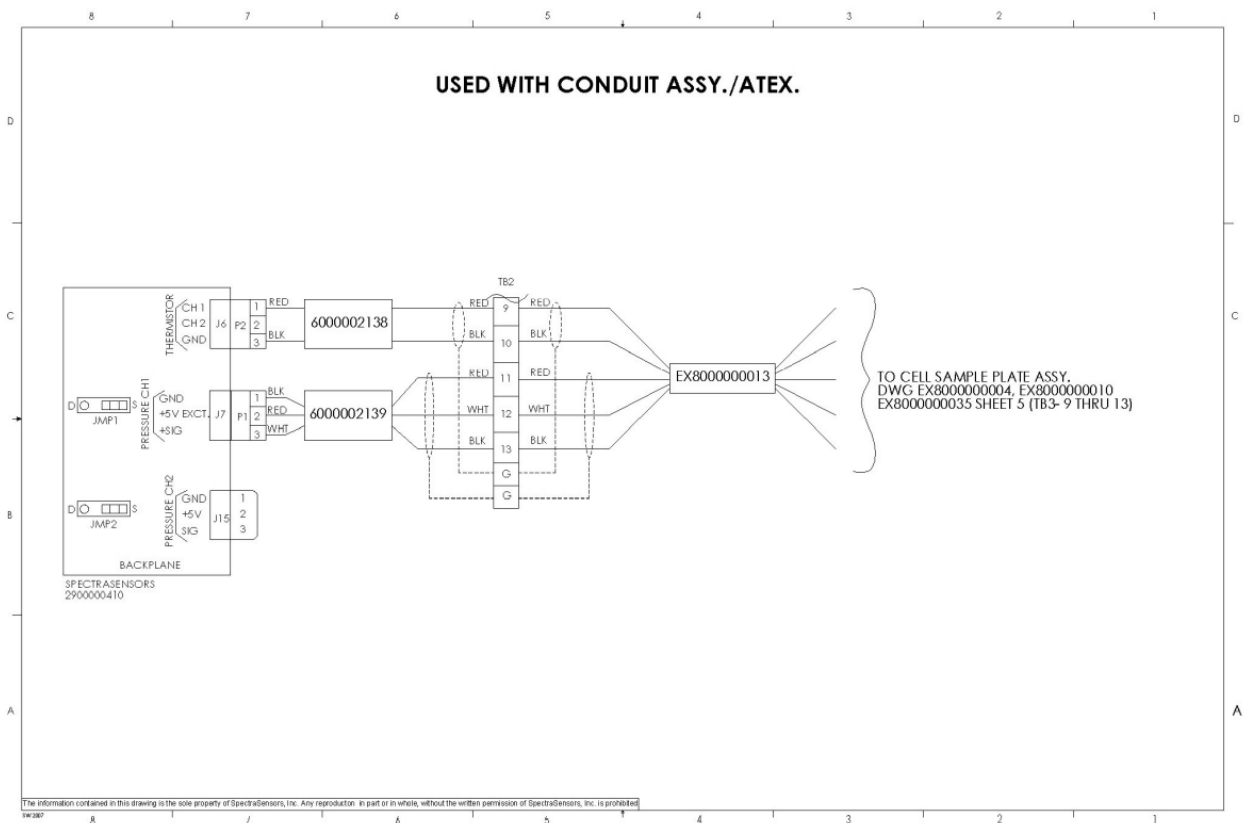 8 7 6 5 4 3 2 1
USED WITH CONDUIT ASSY./ATEX.
D D
C C
B B
A A
THERMISTOR
CH 1
CH 2
GND
J6
P2
1
2
3
RED
BLK
6000002138
PRESSURE CH1
GND
+5V EXCT.
+SIG
J7
P1
1
2
3
BLK
RED
WHT
6000002139
D S
JMP1
D S
JMP2
PRESSURE CH2
GND
+5V
SIG
J15
1
2
3
BACKPLANE
SPECTRASENSORS
2900000410
TB2
RED 9 RED
BLK 10 BLK
RED 11 RED
WHT 12 WHT
BLK 13 BLK
G
G
EX8000000013
TO CELL SAMPLE PLATE ASSY.
DWG EX8000000004, EX8000000010
EX8000000035 SHEET 5 (TB3- 9 THRU 13)
The information contained in this drawing is the sole property of SpectraSensors, Inc. Any reproducton in part or in whole, without the written permission of SpectraSensors, Inc. is prohibited
SW 2007
8 7 6 5 4 3 2 1